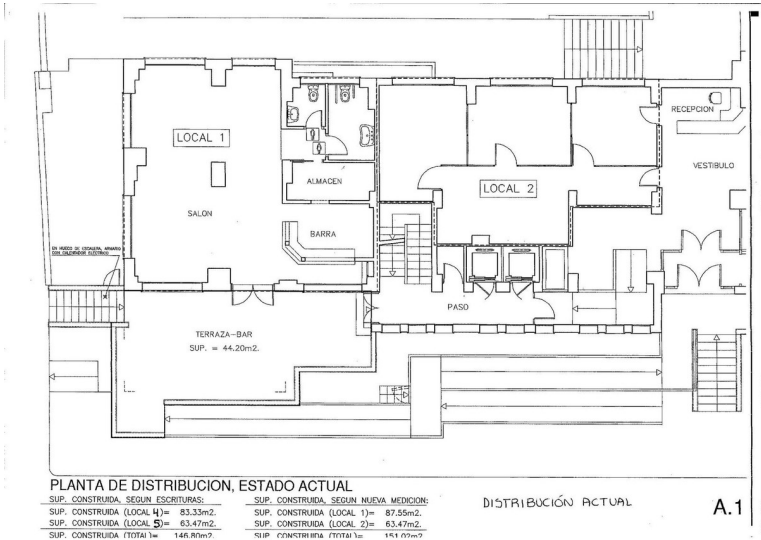 LOCAL 1
RECEPCION
VESTIBULO
ALMACEN
LOCAL 2
SALON
BARRA
EN HUECO DE ESCALERA, ARMARIO
CON CALENTADOR ELECTRICO
PASO
TERRAZA-BAR
SUP. = 44.20m2.
PLANTA DE DISTRIBUCION, ESTADO ACTUAL
SUP. CONSTRUIDA, SEGUN ESCRITURAS:
SUP. CONSTRUIDA (LOCAL 4)= 83.33m2.
SUP. CONSTRUIDA (LOCAL 5)= 63.47m2.
SUP. CONSTRUIDA (TOTAL)= 146.80m2.
SUP. CONSTRUIDA, SEGUN NUEVA MEDICION:
SUP. CONSTRUIDA (LOCAL 1)= 87.55m2.
SUP. CONSTRUIDA (LOCAL 2)= 63.47m2.
SUP. CONSTRUIDA (TOTAL)= 151.02m2.
DISTRIBUCIÓN ACTUAL
A.1